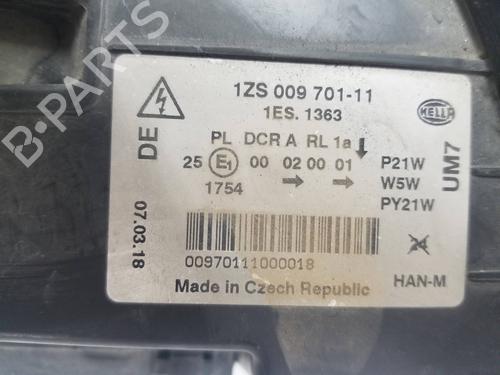 1ZS 009 701-11
1ES. 1363
HELLA
DE
07.03.18
PL DCR A RL 1a
25 E1 00 02 00 01
1754
P21W
W5W
PY21W
UM7
24
HAN-M
00970111000018
Made in Czech Republic